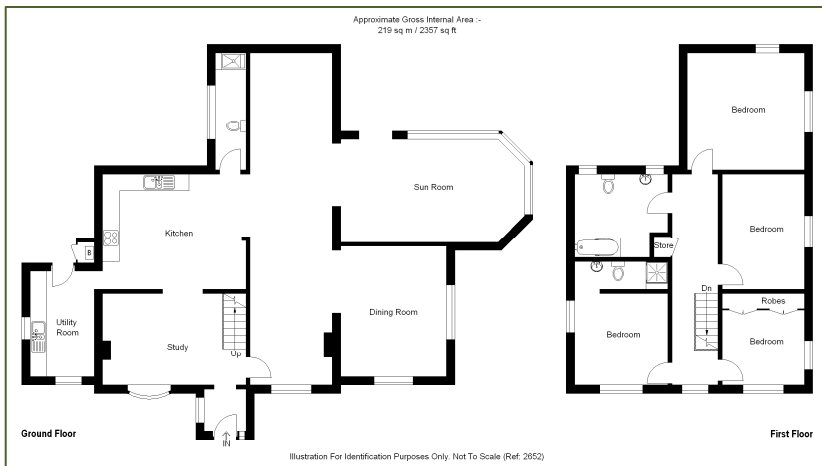 Approximate Gross Internal Area :-
219 sq m / 2357 sq ft
Bedroom
Sun Room
Kitchen
Bedroom
Store
B
Dn
Robes
Utility
Room
Study
Up
Dining Room
Bedroom
Bedroom
IN
Ground Floor
First Floor
Illustration For Identification Purposes Only. Not To Scale (Ref: 2652)